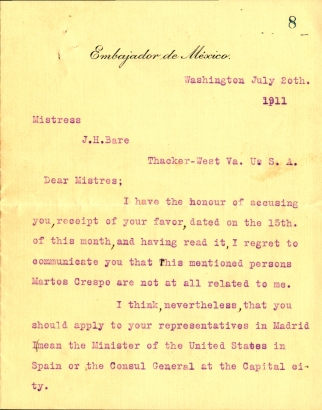 8
Embajador de México.
Washington July 20th.
1911
Mistress
J.H.Bare
Thacker-West Va. U. S. A.
Dear Mistres;
I have the honour of accusing
you,receipt of your favor,dated on the 15th.
of this month,and having read it,I regret to
communicate you that This mentioned persons
Martos Crespo are not at all related to me.
I think,nevertheless,that you
should apply to your representatives in Madrid
I,mean the Minister of the United States in
Spain or the Consul General at the Capital ci-
ty.